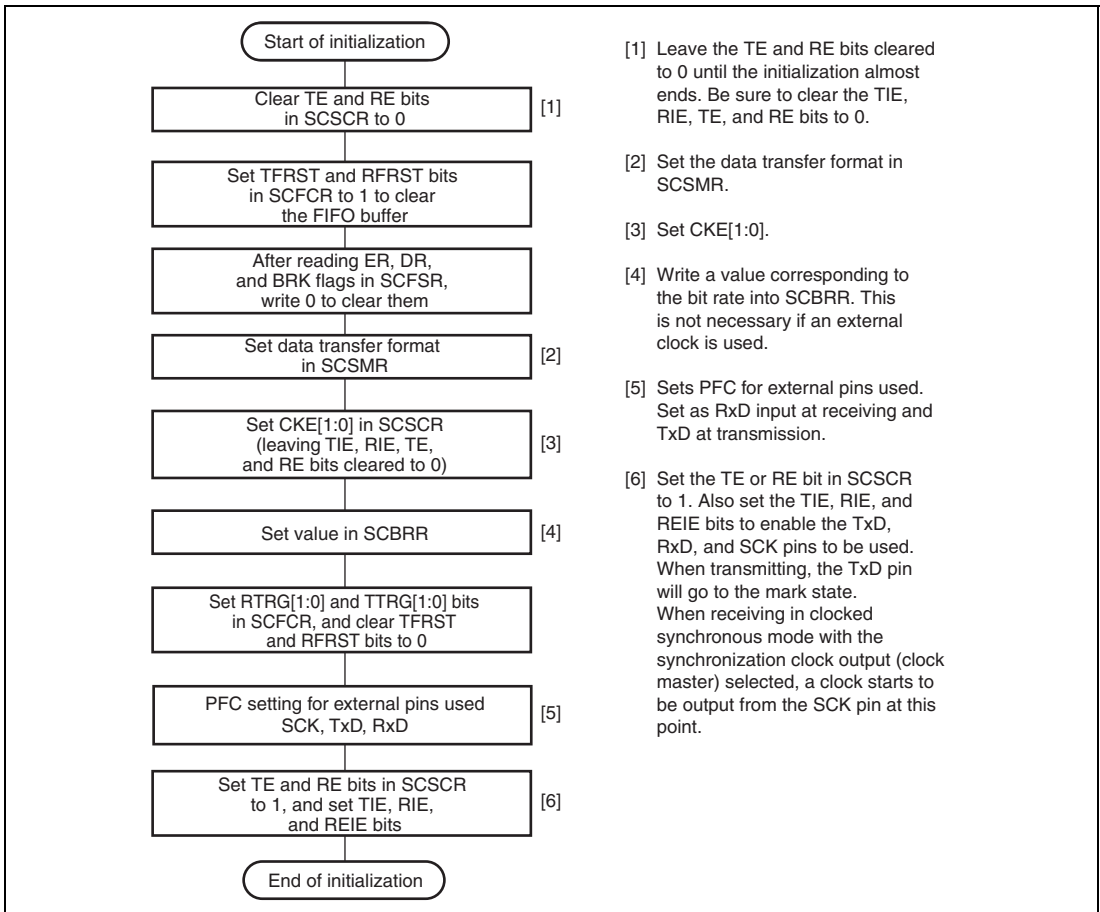 Start of initialization
Clear TE and RE bits
in SCSCR to 0
[1]
Set TFRST and RFRST bits
in SCFCR to 1 to clear
the FIFO buffer
After reading ER, DR,
and BRK flags in SCFSR,
write 0 to clear them
Set data transfer format
in SCSMR
[2]
Set CKE[1:0] in SCSCR
(leaving TIE, RIE, TE,
and RE bits cleared to 0)
[3]
Set value in SCBRR
[4]
Set RTRG[1:0] and TTRG[1:0] bits
in SCFCR, and clear TFRST
and RFRST bits to 0
PFC setting for external pins used
SCK, TxD, RxD
[5]
Set TE and RE bits in SCSCR
to 1, and set TIE, RIE,
and REIE bits
[6]
End of initialization
[1] Leave the TE and RE bits cleared
to 0 until the initialization almost
ends. Be sure to clear the TIE,
RIE, TE, and RE bits to 0.
[2] Set the data transfer format in
SCSMR.
[3] Set CKE[1:0].
[4] Write a value corresponding to
the bit rate into SCBRR. This
is not necessary if an external
clock is used.
[5] Sets PFC for external pins used.
Set as RxD input at receiving and
TxD at transmission.
[6] Set the TE or RE bit in SCSCR
to 1. Also set the TIE, RIE, and
REIE bits to enable the TxD,
RxD, and SCK pins to be used.
When transmitting, the TxD pin
will go to the mark state.
When receiving in clocked
synchronous mode with the
synchronization clock output (clock
master) selected, a clock starts to
be output from the SCK pin at this
point.